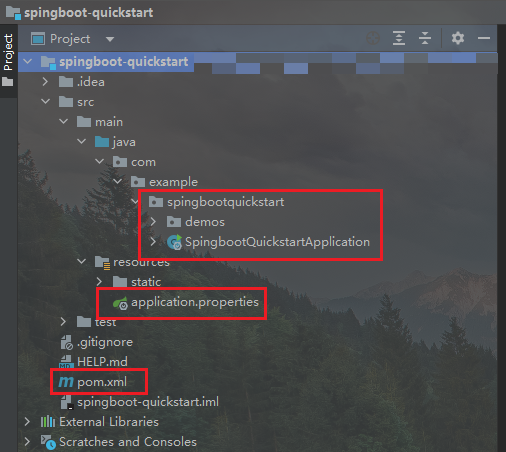 spingboot-quickstart
Project
Project
spingboot-quickstart
.idea
src
main
java
com
example
spingbootquickstart
demos
SpingbootQuickstartApplication
resources
static
application.properties
test
.gitignore
HELP.md
pom.xml
spingboot-quickstart.iml
External Libraries
Scratches and Consoles